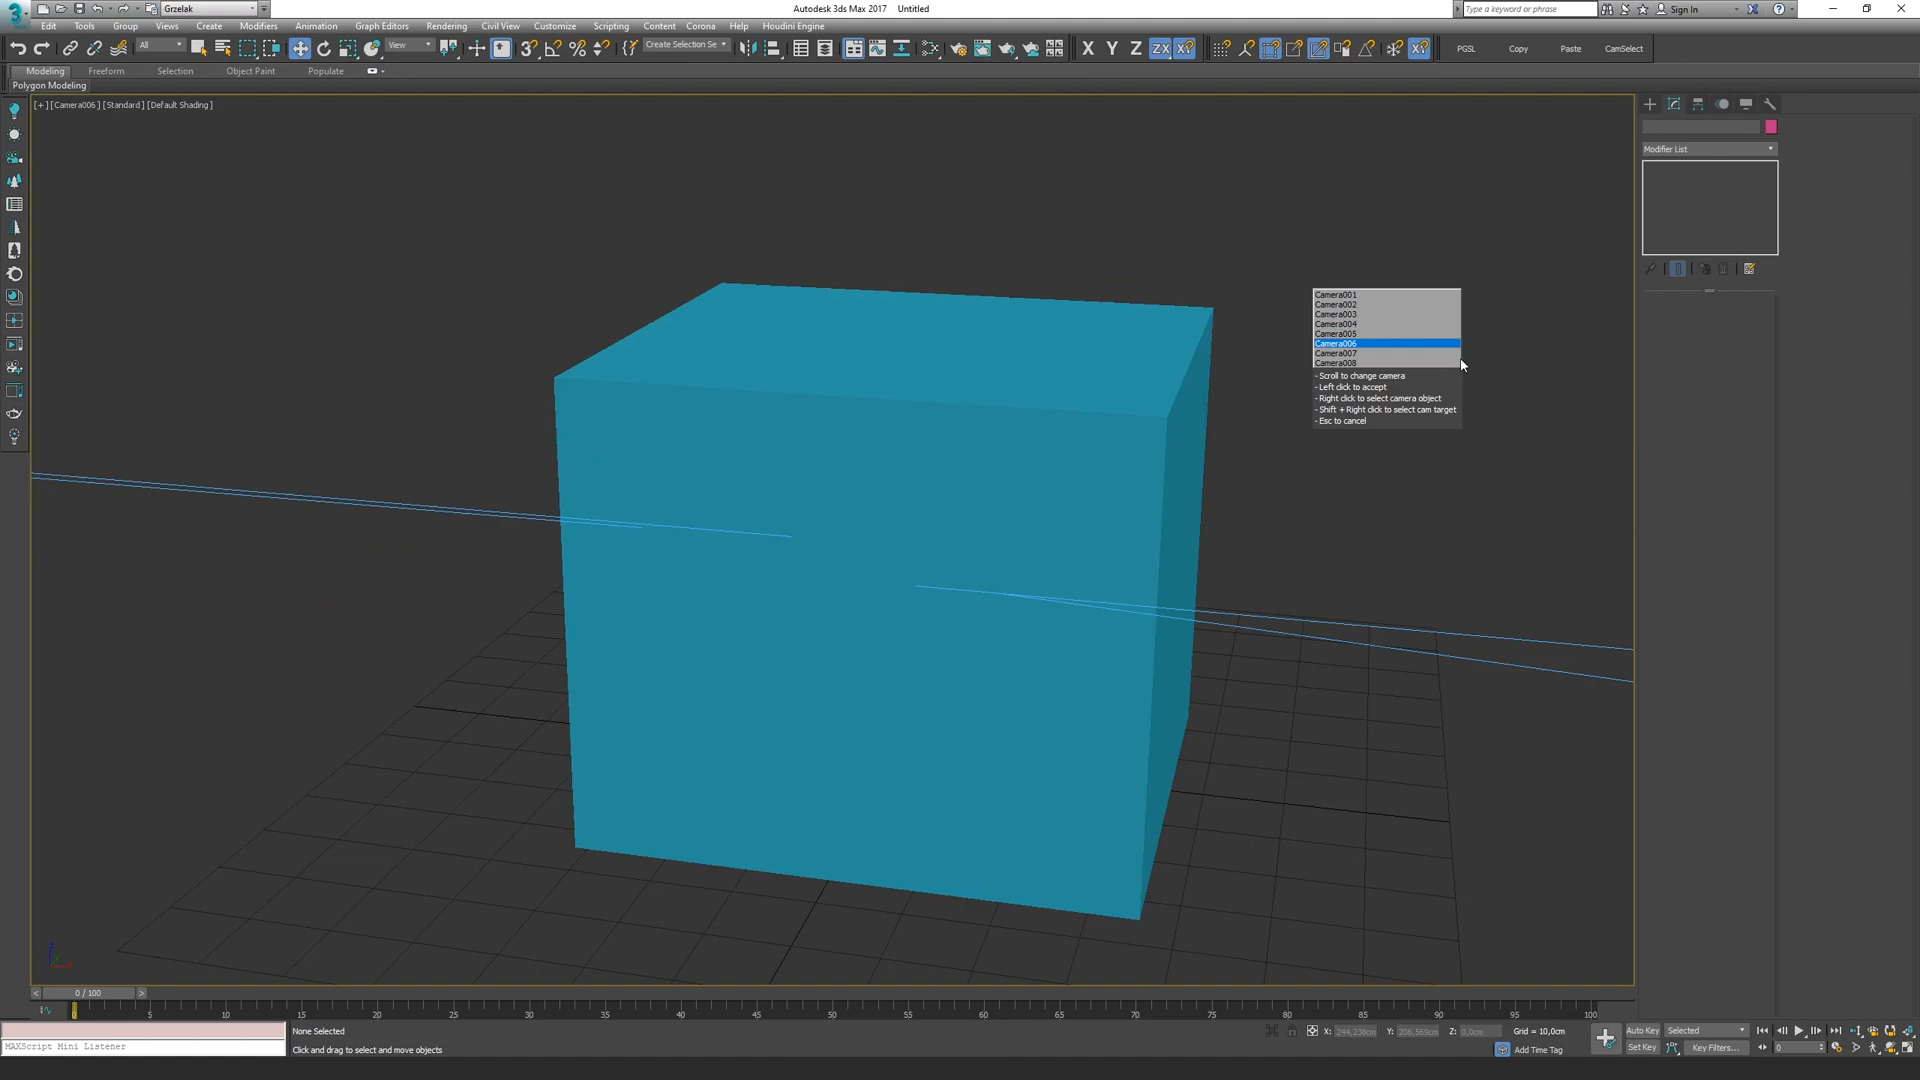 Grzelak
Autodesk 3ds Max 2017 Untitled
Type a keyword or phrase
Sign In
Edit Tools Group Views Create Modifiers Animation Graph Editors Rendering Civil View Customize Scripting Content Corona Help Houdini Engine
All
View
Create Selection Se
X Y Z ZX
PGSL Copy Paste CamSelect
Modeling Freeform Selection Object Paint Populate
Polygon Modeling
[+] [Camera006] [Standard] [Default Shading]
Modifier List
Camera001
Camera002
Camera003
Camera004
Camera005
Camera006
Camera007
Camera008
- Scroll to change camera
- Left click to accept
- Right click to select camera object
- Shift + Right click to select cam target
- Esc to cancel
< 0 / 100 >
0 5 10 15 20 25 30 35 40 45 50 55 60 65 70 75 80 85 90 95 100
None Selected
X: 244,238cm Y: 206,569cm Z: 0,0cm Grid = 10,0cm
Auto Key Selected
MAXScript Mini Listener
Click and drag to select and move objects
Add Time Tag
Set Key Key Filters... 0